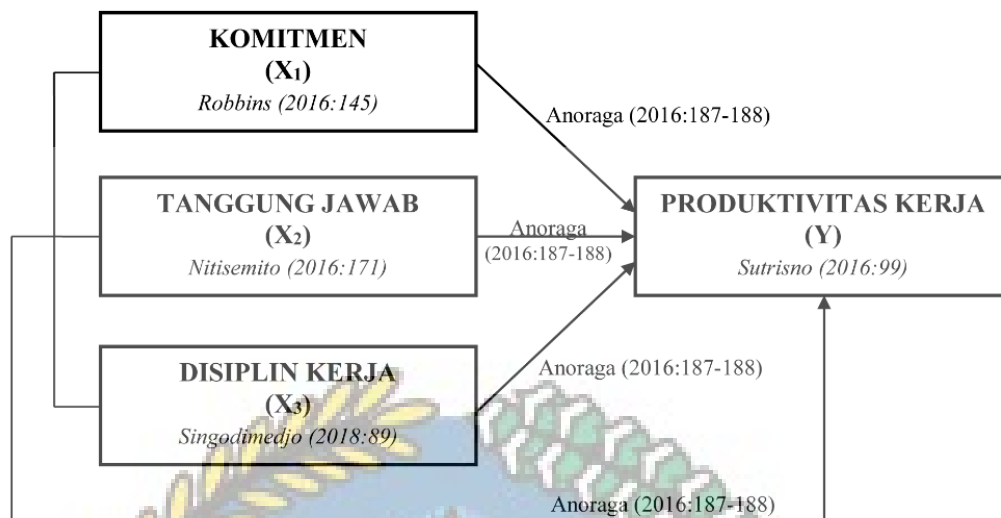 KOMITMEN
(X₁)
Robbins (2016:145)
Anoraga (2016:187-188)
TANGGUNG JAWAB
(X₂)
Nitisemito (2016:171)
Anoraga
(2016:187-188)
PRODUKTIVITAS KERJA
(Y)
Sutrisno (2016:99)
DISIPLIN KERJA
(X₃)
Singodimedjo (2018:89)
Anoraga (2016:187-188)
Anoraga (2016:187-188)